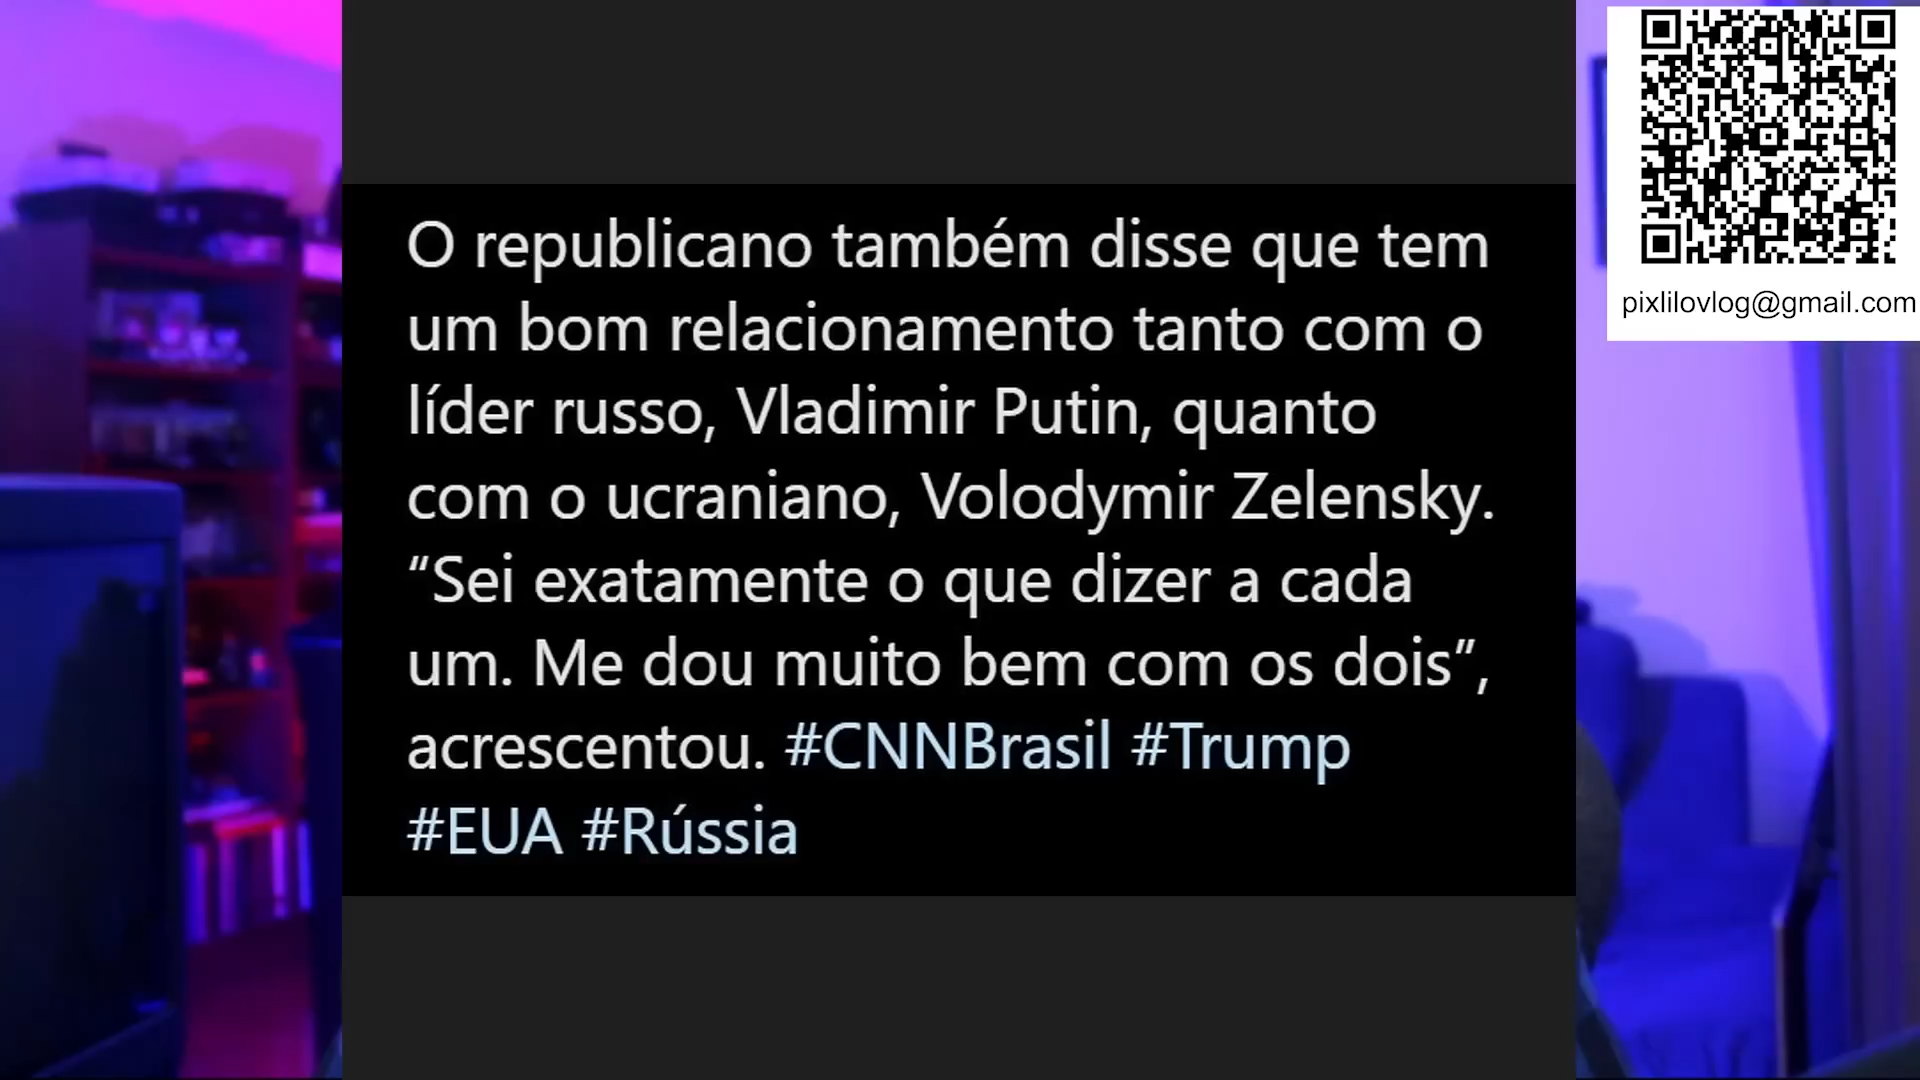 O republicano também disse que tem
um bom relacionamento tanto com o
líder russo, Vladimir Putin, quanto
com o ucraniano, Volodymir Zelensky.
“Sei exatamente o que dizer a cada
um. Me dou muito bem com os dois”,
acrescentou. #CNNBrasil #Trump
#EUA #Rússia
pixlilovlog@gmail.com